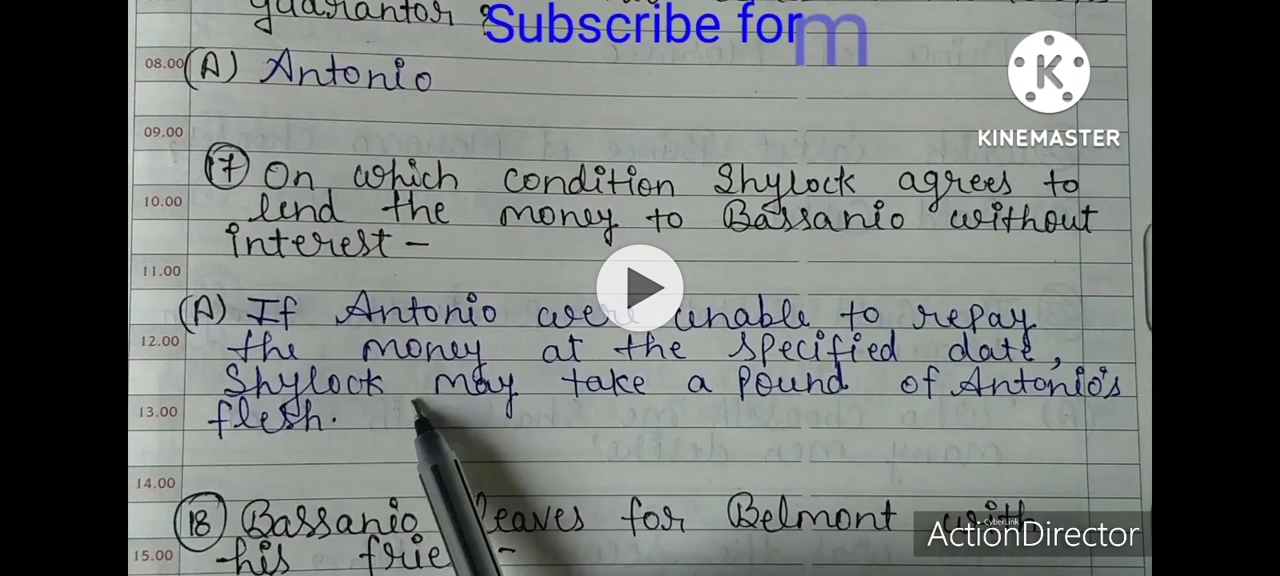 guarantor ?
Subscribe for m
08.00 (A) Antonio
K
KINEMASTER
09.00
17 On which condition Shylock agrees to
10.00 lend the money to Bassanio without
interest -
11.00
(A) If Antonio were unable to repay
12.00 the money at the specified date,
Shylock may take a pound of Antonio's
13.00 flesh.
14.00
18 Bassanio leaves for Belmont with
15.00 his -
CyberLink
ActionDirector